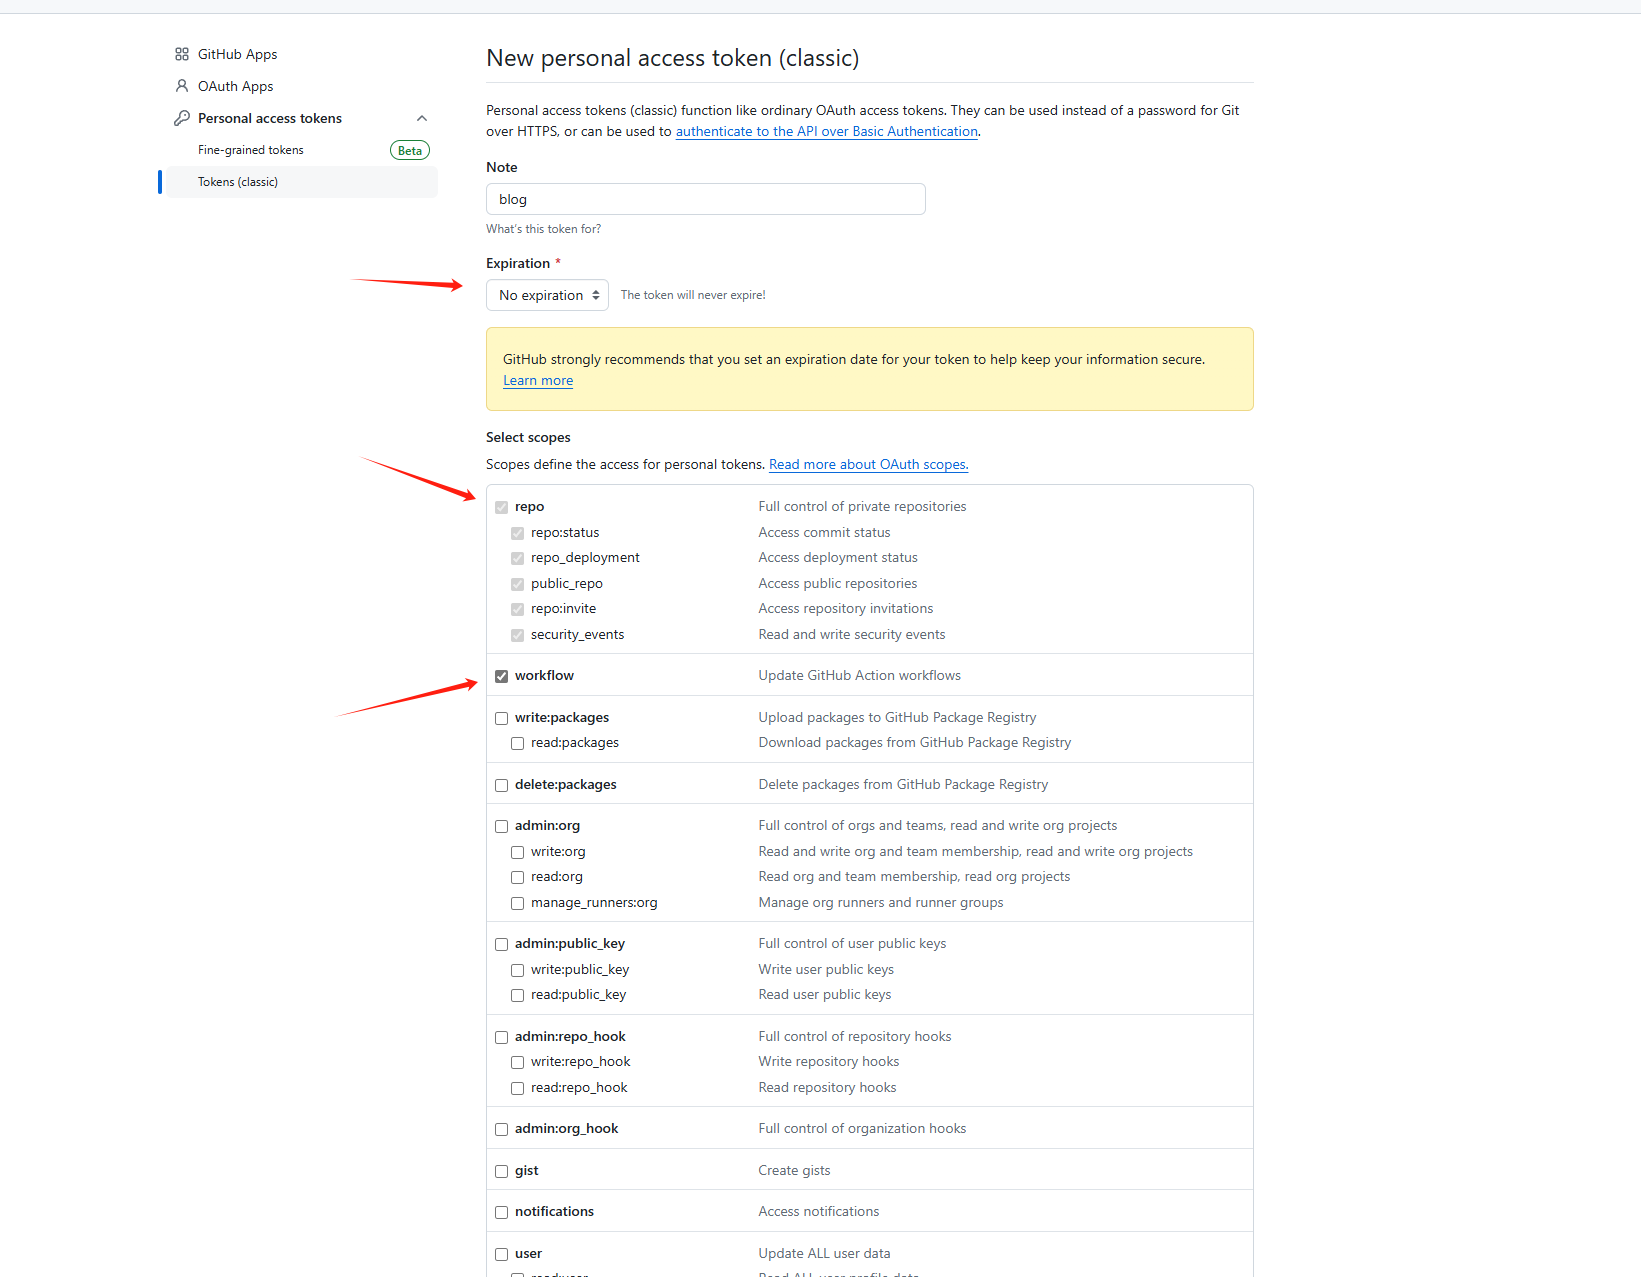 GitHub Apps
OAuth Apps
Personal access tokens
Fine-grained tokens
Beta
Tokens (classic)
New personal access token (classic)
Personal access tokens (classic) function like ordinary OAuth access tokens. They can be used instead of a password for Git
over HTTPS, or can be used to authenticate to the API over Basic Authentication.
Note
blog
What's this token for?
Expiration *
No expiration The token will never expire!
GitHub strongly recommends that you set an expiration date for your token to help keep your information secure.
Learn more
Select scopes
Scopes define the access for personal tokens. Read more about OAuth scopes.
repo Full control of private repositories
repo:status Access commit status
repo_deployment Access deployment status
public_repo Access public repositories
repo:invite Access repository invitations
security_events Read and write security events
workflow Update GitHub Action workflows
write:packages Upload packages to GitHub Package Registry
read:packages Download packages from GitHub Package Registry
delete:packages Delete packages from GitHub Package Registry
admin:org Full control of orgs and teams, read and write org projects
write:org Read and write org and team membership, read and write org projects
read:org Read org and team membership, read org projects
manage_runners:org Manage org runners and runner groups
admin:public_key Full control of user public keys
write:public_key Write user public keys
read:public_key Read user public keys
admin:repo_hook Full control of repository hooks
write:repo_hook Write repository hooks
read:repo_hook Read repository hooks
admin:org_hook Full control of organization hooks
gist Create gists
notifications Access notifications
user Update ALL user data